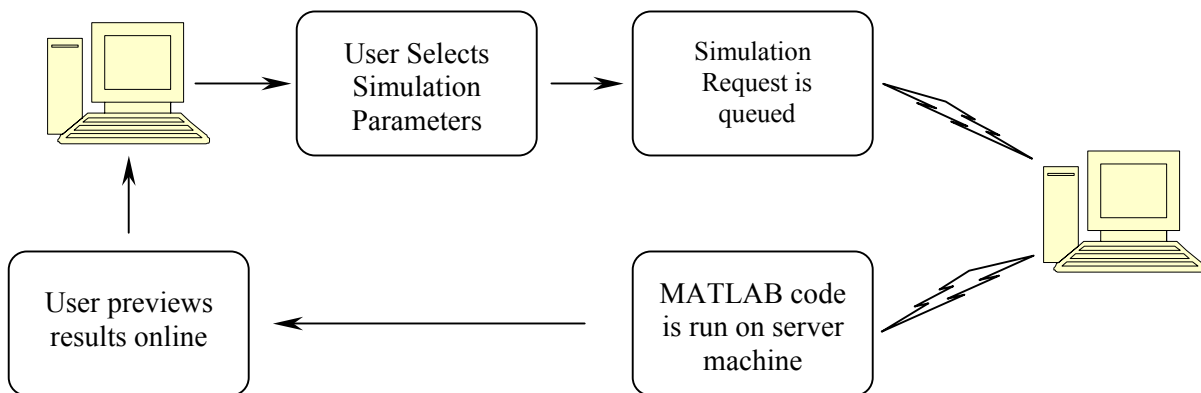 User Selects
Simulation
Parameters
Simulation
Request is
queued
User previews
results online
MATLAB code
is run on server
machine